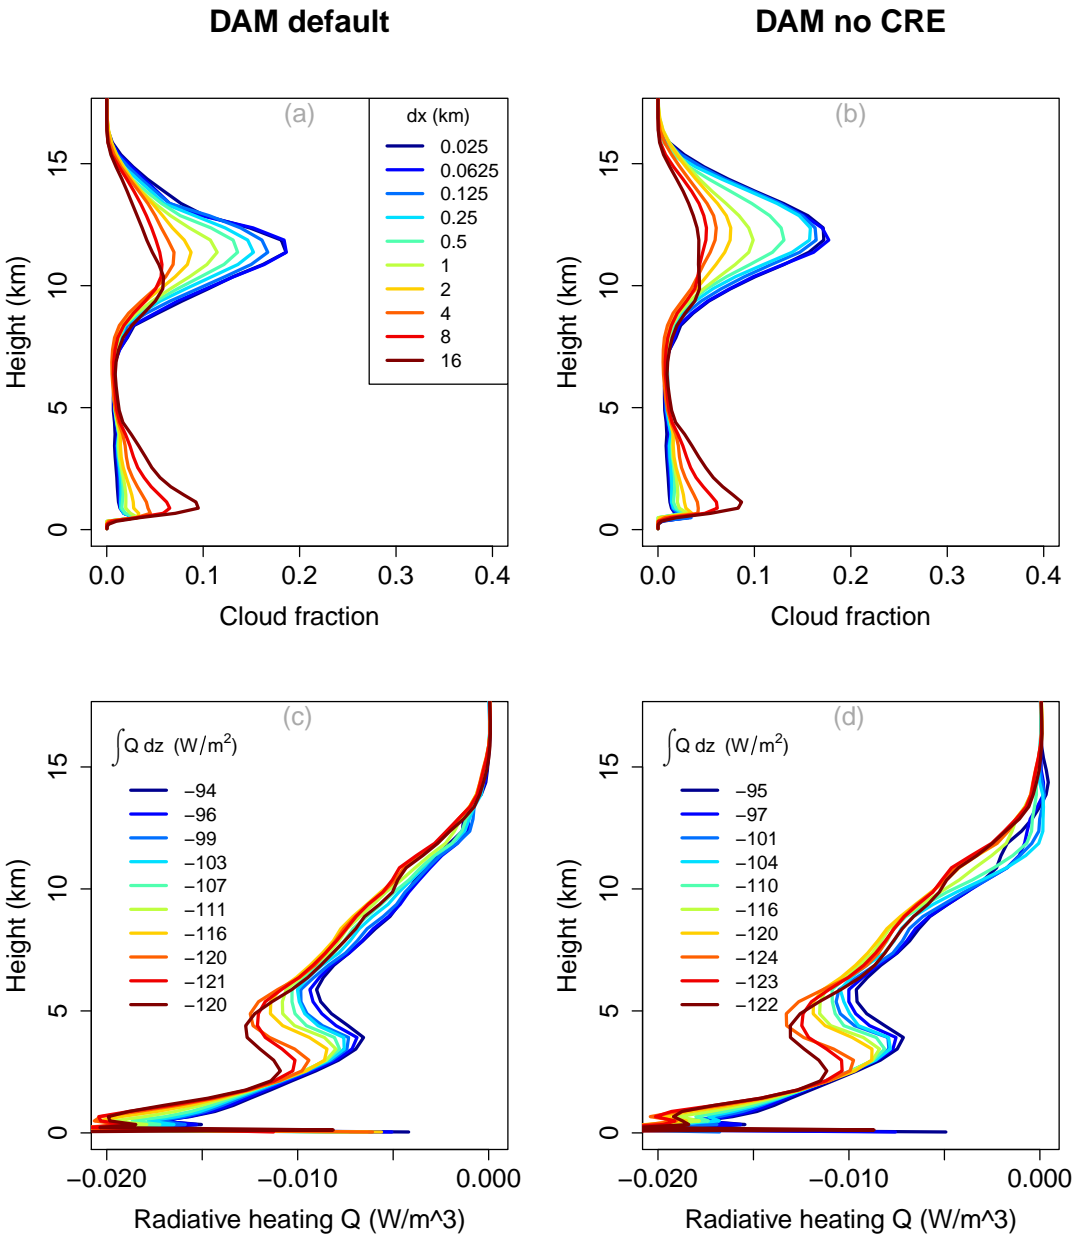 DAM default
DAM no CRE
(a)
dx (km)
0.025
0.0625
0.125
0.25
0.5
1
2
4
8
16
Height (km)
0
5
10
15
0.0 0.1 0.2 0.3 0.4
Cloud fraction
(b)
Height (km)
0
5
10
15
0.0 0.1 0.2 0.3 0.4
Cloud fraction
(c)
∫Q dz (W/m²)
−94
−96
−99
−103
−107
−111
−116
−120
−121
−120
Height (km)
0
5
10
15
−0.020 −0.010 0.000
Radiative heating Q (W/m^3)
(d)
∫Q dz (W/m²)
−95
−97
−101
−104
−110
−116
−120
−124
−123
−122
Height (km)
0
5
10
15
−0.020 −0.010 0.000
Radiative heating Q (W/m^3)